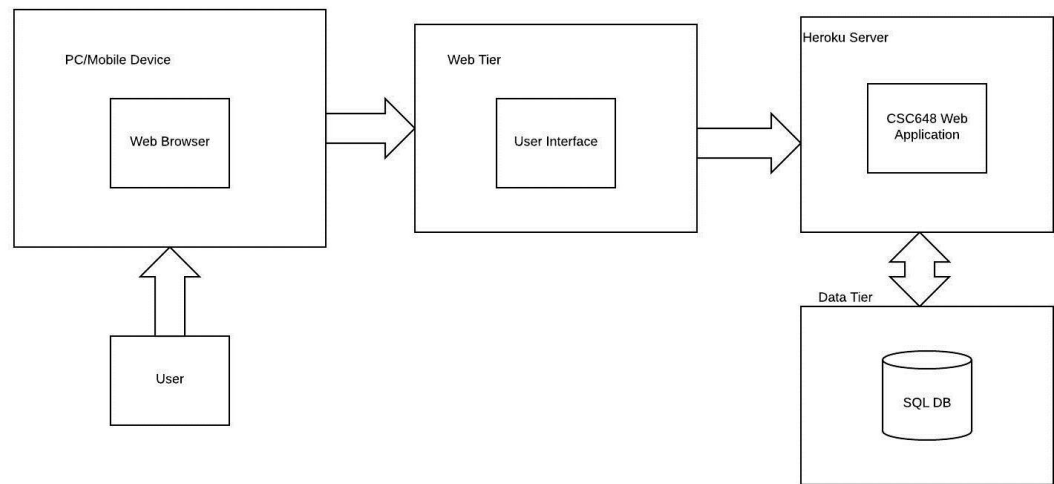 PC/Mobile Device
Web Browser
Web Tier
User Interface
Heroku Server
CSC648 Web
Application
User
Data Tier
SQL DB